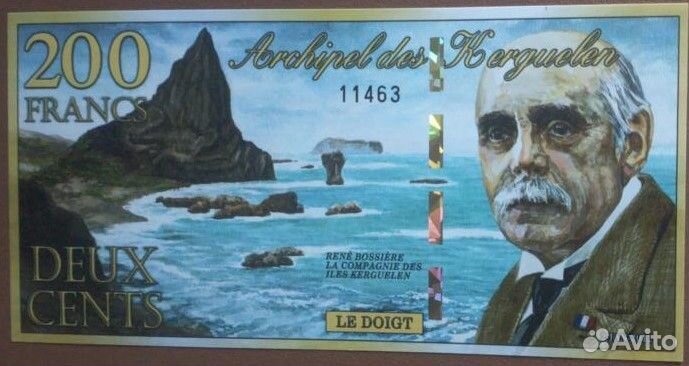 200
FRANCS
Archipel des Kerguelen
11463
DEUX
CENTS
RENÉ BOSSIÈRE
LA COMPAGNIE DES
ILES KERGUELEN
LE DOIGT
Avito